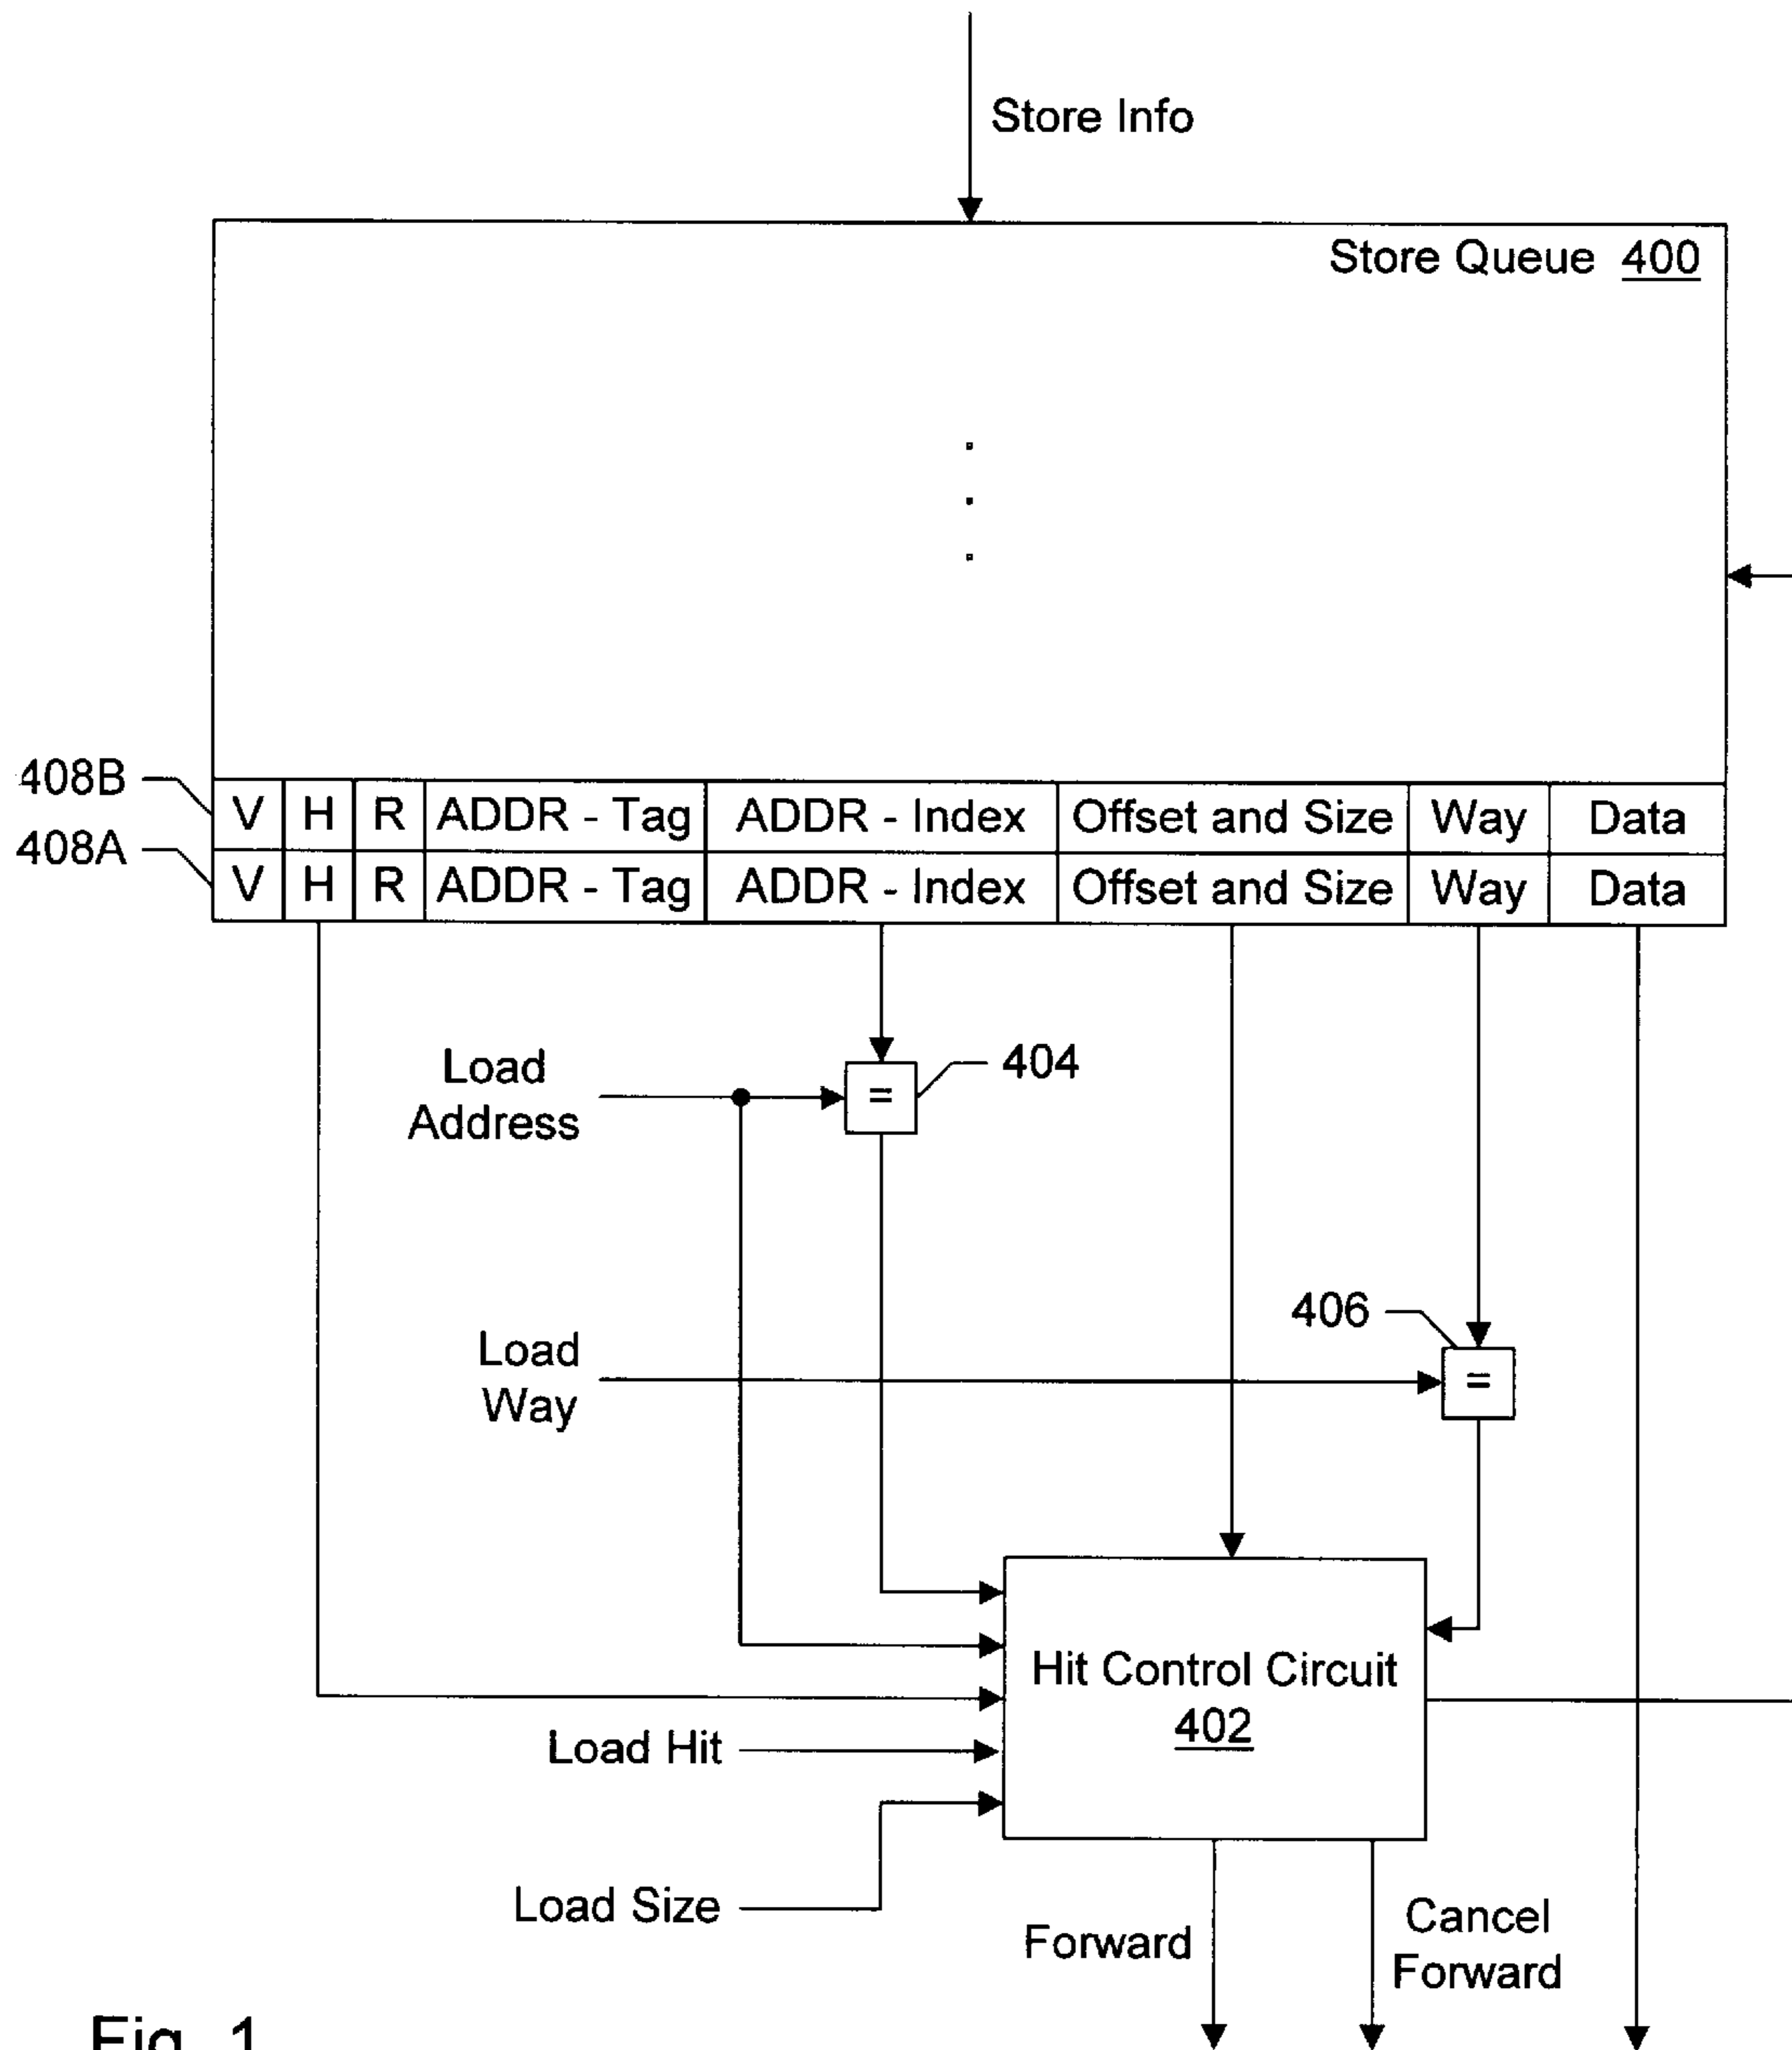 Store Info
Store Queue 400
408B
V H R ADDR - Tag ADDR - Index Offset and Size Way Data
408A
V H R ADDR - Tag ADDR - Index Offset and Size Way Data
Load
Address
=
404
406
Load
Way
=
Hit Control Circuit
402
Load Hit
Load Size
Forward
Cancel
Forward
Fig. 1